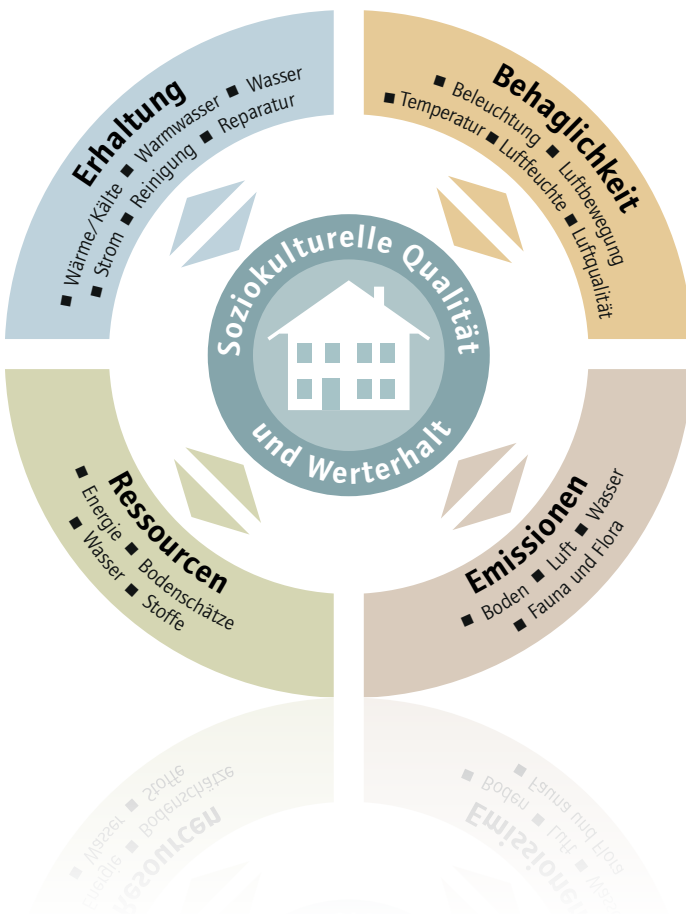 Erhaltung
■ Wärme/Kälte ■ Warmwasser ■ Wasser
■ Strom ■ Reinigung ■ Reparatur
Behaglichkeit
■ Beleuchtung ■ Luftbewegung
■ Temperatur ■ Luftfeuchte ■ Luftqualität
Soziokulturelle Qualität
und Werterhalt
Ressourcen
■ Energie ■ Bodenschätze
■ Wasser ■ Stoffe
Emissionen
■ Boden ■ Luft ■ Wasser
■ Fauna und Flora